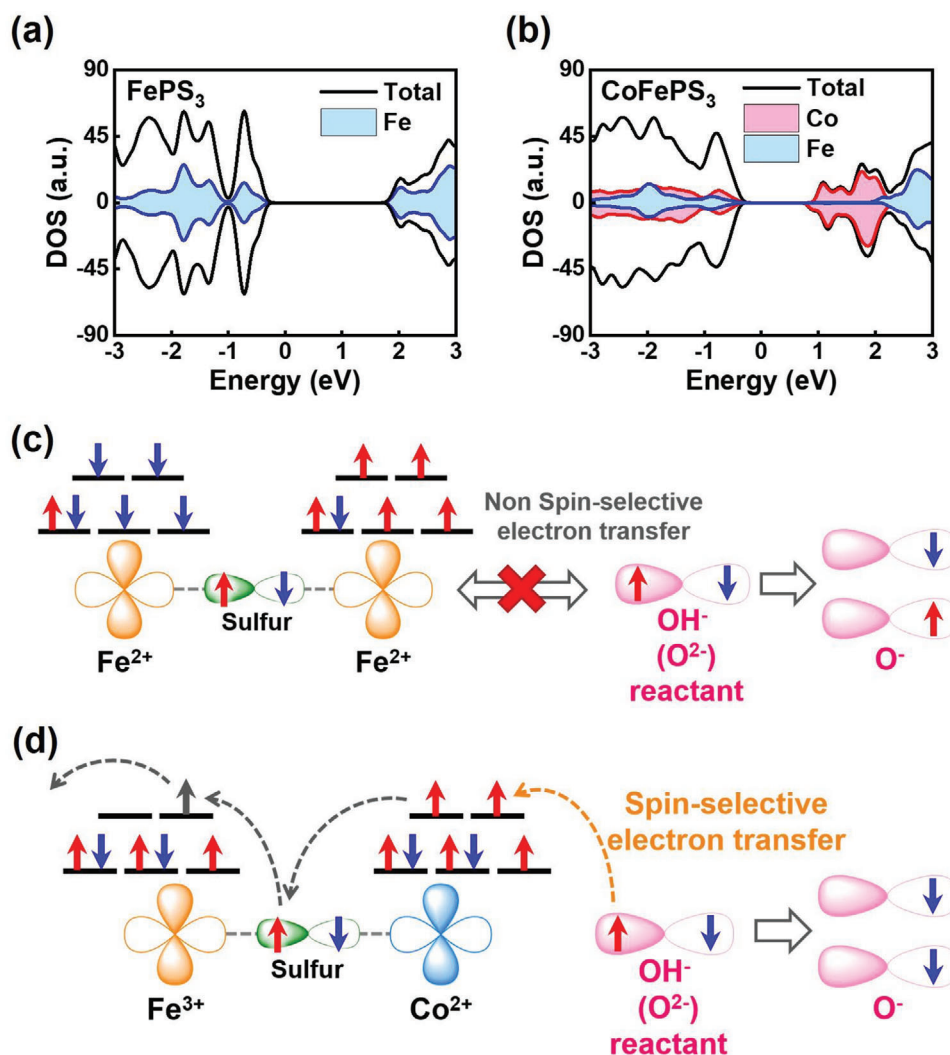 (a)
(b)
90
45
0
-45
-90
DOS (a.u.)
FePS₃
Total
Fe
-3 -2 -1 0 1 2 3
Energy (eV)
90
45
0
-45
-90
DOS (a.u.)
CoFePS₃
Total
Co
Fe
-3 -2 -1 0 1 2 3
Energy (eV)
(c)
Non Spin-selective
electron transfer
Sulfur
Fe²⁺
Fe²⁺
OH⁻
(O²⁻)
reactant
O⁻
(d)
Spin-selective
electron transfer
Sulfur
Fe³⁺
Co²⁺
OH⁻
(O²⁻)
reactant
O⁻